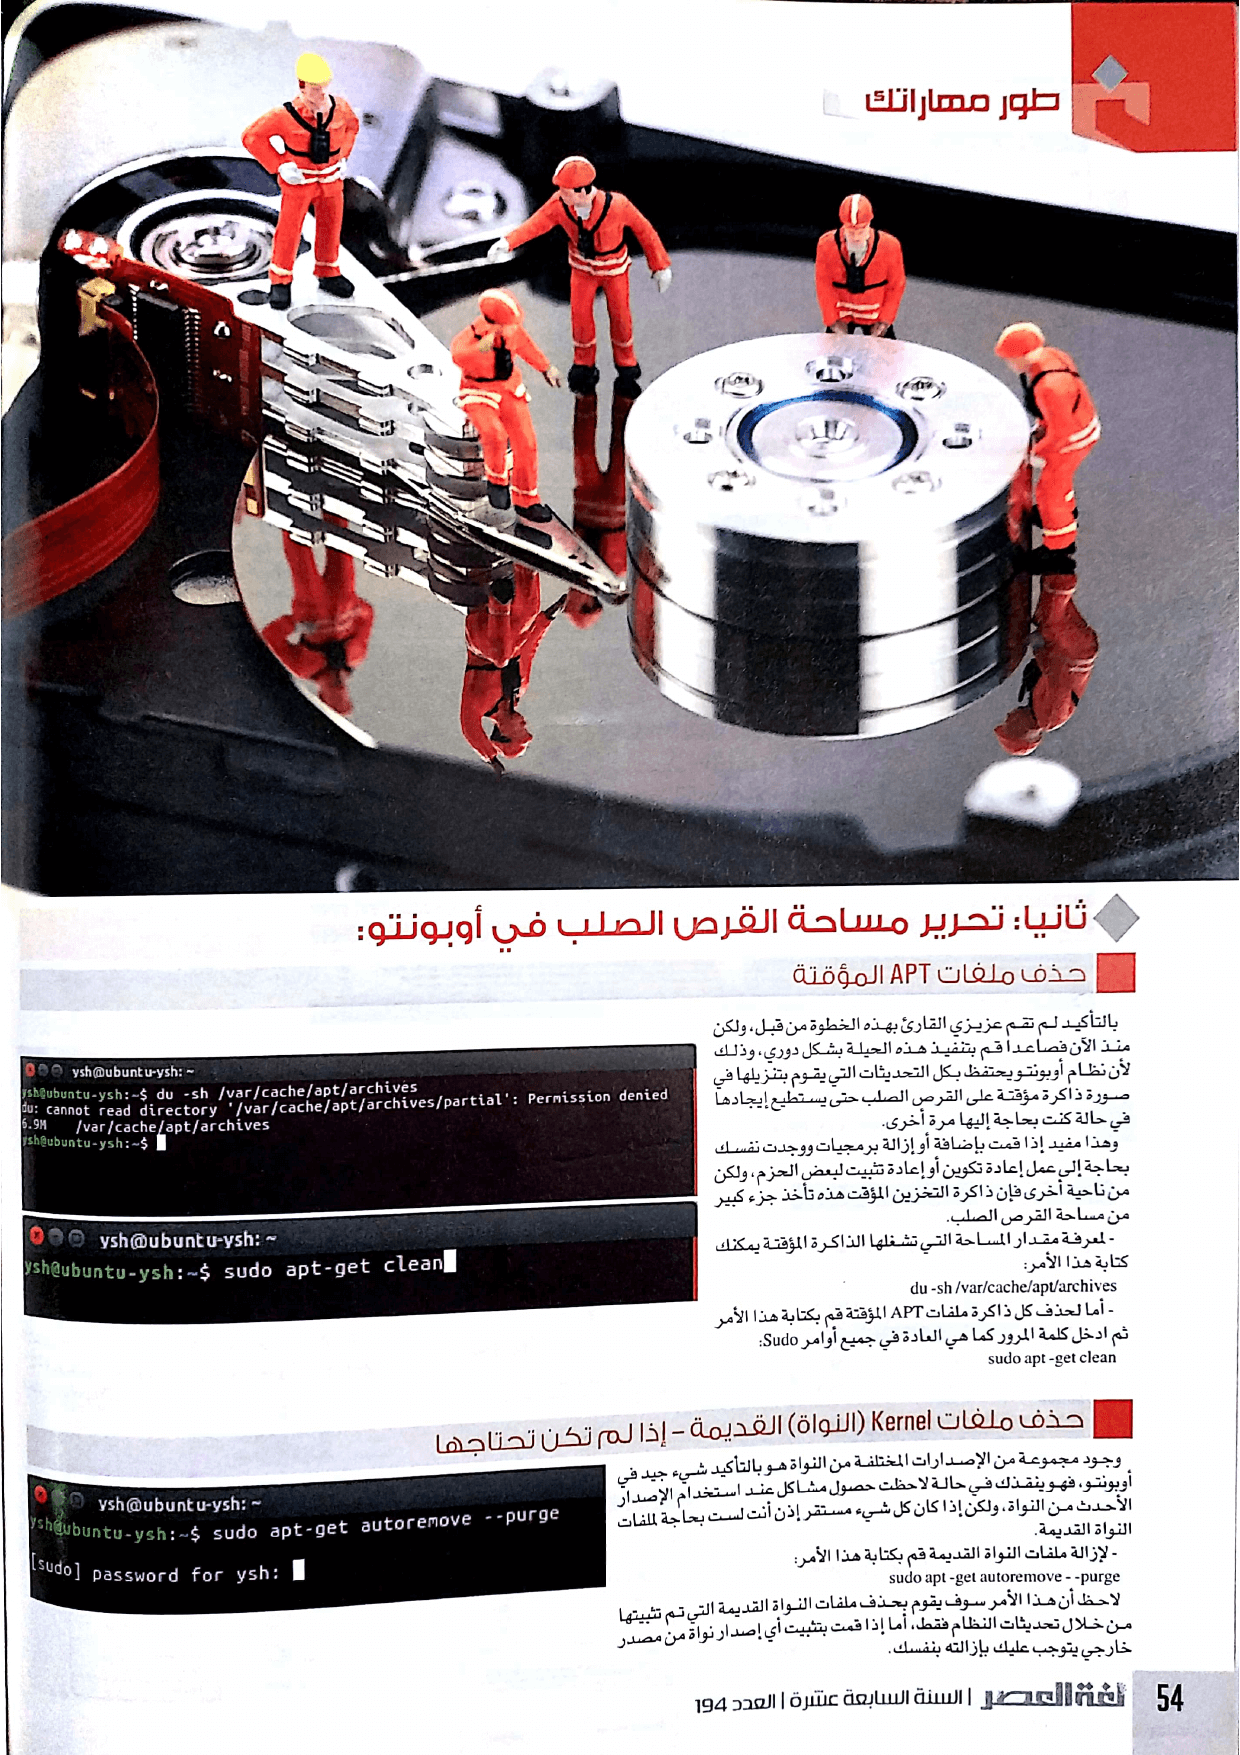 طور مهاراتك
ثانيا: تحرير مساحة القرص الصلب في أوبونتو:
حذف ملفات APT المؤقتة
بالتأكيد لم تقم عزيزي القارئ بهذه الخطوة من قبل، ولكن
منذ الآن فصاعدا قم بتنفيذ هذه الحيلة بشكل دوري، وذلك
لأن نظام أوبونتو يحتفظ بكل التحديثات التي يقوم بتنزيلها في
صورة ذاكرة مؤقتة على القرص الصلب حتى يستطيع إيجادها
في حالة كنت بحاجة إليها مرة أخرى.
وهذا مفيد إذا قمت بإضافة أو إزالة برمجيات ووجدت نفسك
بحاجة إلى عمل إعادة تكوين أو إعادة تثبيت لبعض الحزم، ولكن
من ناحية أخرى فإن ذاكرة التخزين المؤقت هذه تأخذ جزء كبير
من مساحة القرص الصلب.
- لمعرفة مقدار المساحة التي تشغلها الذاكرة المؤقتة يمكنك
كتابة هذا الأمر:
du -sh /var/cache/apt/archives
- أما لحذف كل ذاكرة ملفات APT المؤقتة قم بكتابة هذا الأمر
ثم ادخل كلمة المرور كما هي العادة في جميع أوامر Sudo:
sudo apt -get clean
ysh@ubuntu-ysh: ~
ysh@ubuntu-ysh:~$ du -sh /var/cache/apt/archives
du: cannot read directory '/var/cache/apt/archives/partial': Permission denied
6.9M /var/cache/apt/archives
ysh@ubuntu-ysh:~$
ysh@ubuntu-ysh: ~
ysh@ubuntu-ysh:~$ sudo apt-get clean
حذف ملفات Kernel (النواة) القديمة – إذا لم تكن تحتاجها
وجود مجموعة من الإصدارات المختلفة من النواة هو بالتأكيد شيء جيد في
أوبونتو، فهو ينقذك في حالة لاحظت حصول مشاكل عند استخدام الإصدار
الأحدث من النواة، ولكن إذا كان كل شيء مستقر إذن أنت لست بحاجة لملفات
النواة القديمة.
- لإزالة ملفات النواة القديمة قم بكتابة هذا الأمر:
sudo apt -get autoremove - -purge
لاحظ أن هذا الأمر سوف يقوم بحذف ملفات النواة القديمة التي تم تثبيتها
من خلال تحديثات النظام فقط، أما إذا قمت بتثبيت أي إصدار نواة من مصدر
خارجي يتوجب عليك بإزالته بنفسك.
ysh@ubuntu-ysh: ~
ysh@ubuntu-ysh:~$ sudo apt-get autoremove --purge
[sudo] password for ysh:
54 لغة العصر | السنة السابعة عشرة | العدد 194